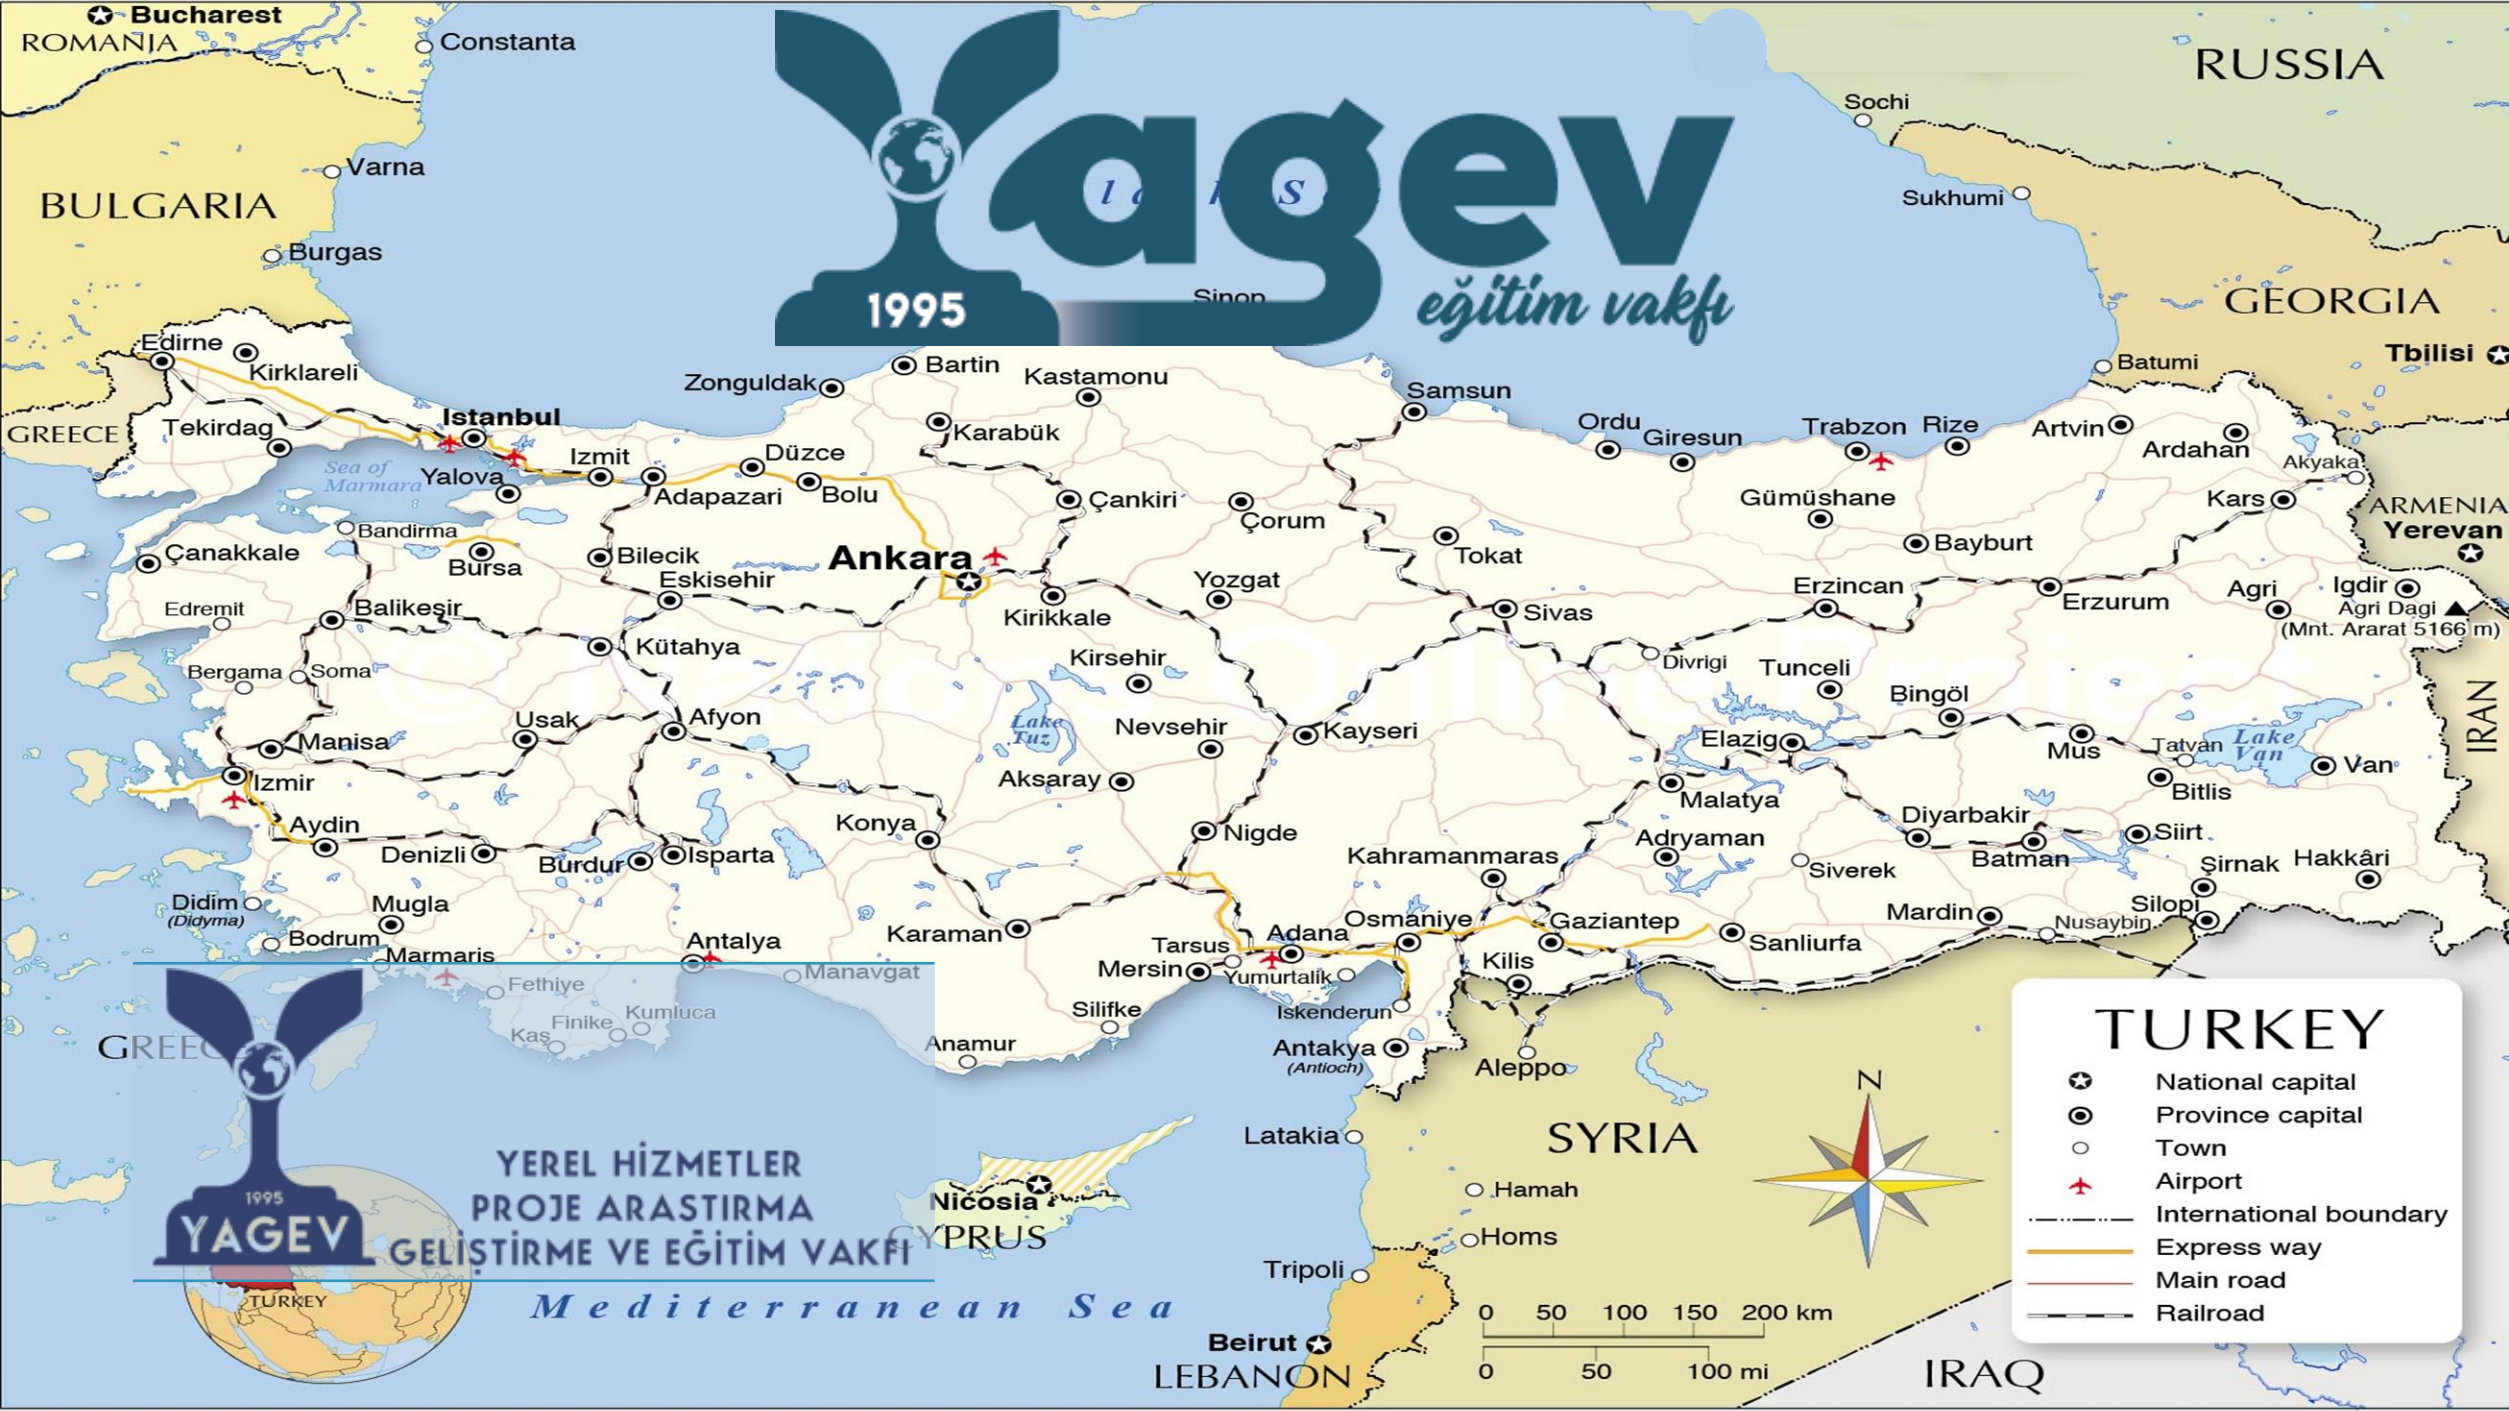 Bucharest
ROMANIA
Constanta
RUSSIA
Sochi
Varna
BULGARIA
Sukhumi
Burgas
Yagev
1995
eğitim vakfı
Sinop
GEORGIA
Tbilisi
Batumi
Edirne
Kirklareli
GREECE
Tekirdag
Istanbul
Sea of
Marmara
Yalova
Izmit
Adapazari
Düzce
Bolu
Zonguldak
Bartin
Kastamonu
Karabük
Çankiri
Çorum
Samsun
Ordu
Giresun
Trabzon
Rize
Artvin
Ardahan
Akyaka
Kars
ARMENIA
Yerevan
Gümüshane
Bayburt
Tokat
Çanakkale
Bandirma
Bursa
Bilecik
Eskisehir
Ankara
Kirikkale
Yozgat
Sivas
Erzincan
Erzurum
Agri
Igdir
Agri Dagi
(Mnt. Ararat 5166 m)
Edremit
Balikeşir
Kütahya
Bergama
Soma
Kirsehir
Divrigi
Tunceli
Bingöl
IRAN
Usak
Afyon
Lake
Tuz
Nevsehir
Kayseri
Elazig
Mus
Tatvan
Lake
Van
Van
Bitlis
Manisa
Izmir
Aksaray
Malatya
Aydin
Denizli
Burdur
Isparta
Konya
Nigde
Kahramanmaras
Adryaman
Siverek
Diyarbakir
Batman
Siirt
Şirnak
Hakkâri
Didim
(Didyma)
Mugla
Bodrum
Marmaris
Antalya
Manavgat
Karaman
Tarsus
Mersin
Adana
Yumurtalik
Osmaniye
Gaziantep
Kilis
Sanliurfa
Mardin
Nusaybin
Silopi
Fethiye
Kaş
Finike
Kumluca
Silifke
Anamur
Iskenderun
Antakya
(Antioch)
Aleppo
GREEC
Latakia
SYRIA
Hamah
Homs
Tripoli
Nicosia
CYPRUS
1995
YAGEV
YEREL HİZMETLER
PROJE ARASTIRMA
GELİŞTİRME VE EĞİTİM VAKFI
TURKEY
Mediterranean Sea
Beirut
LEBANON
0 50 100 150 200 km
0 50 100 mi
IRAQ
N
TURKEY
National capital
Province capital
Town
Airport
International boundary
Express way
Main road
Railroad